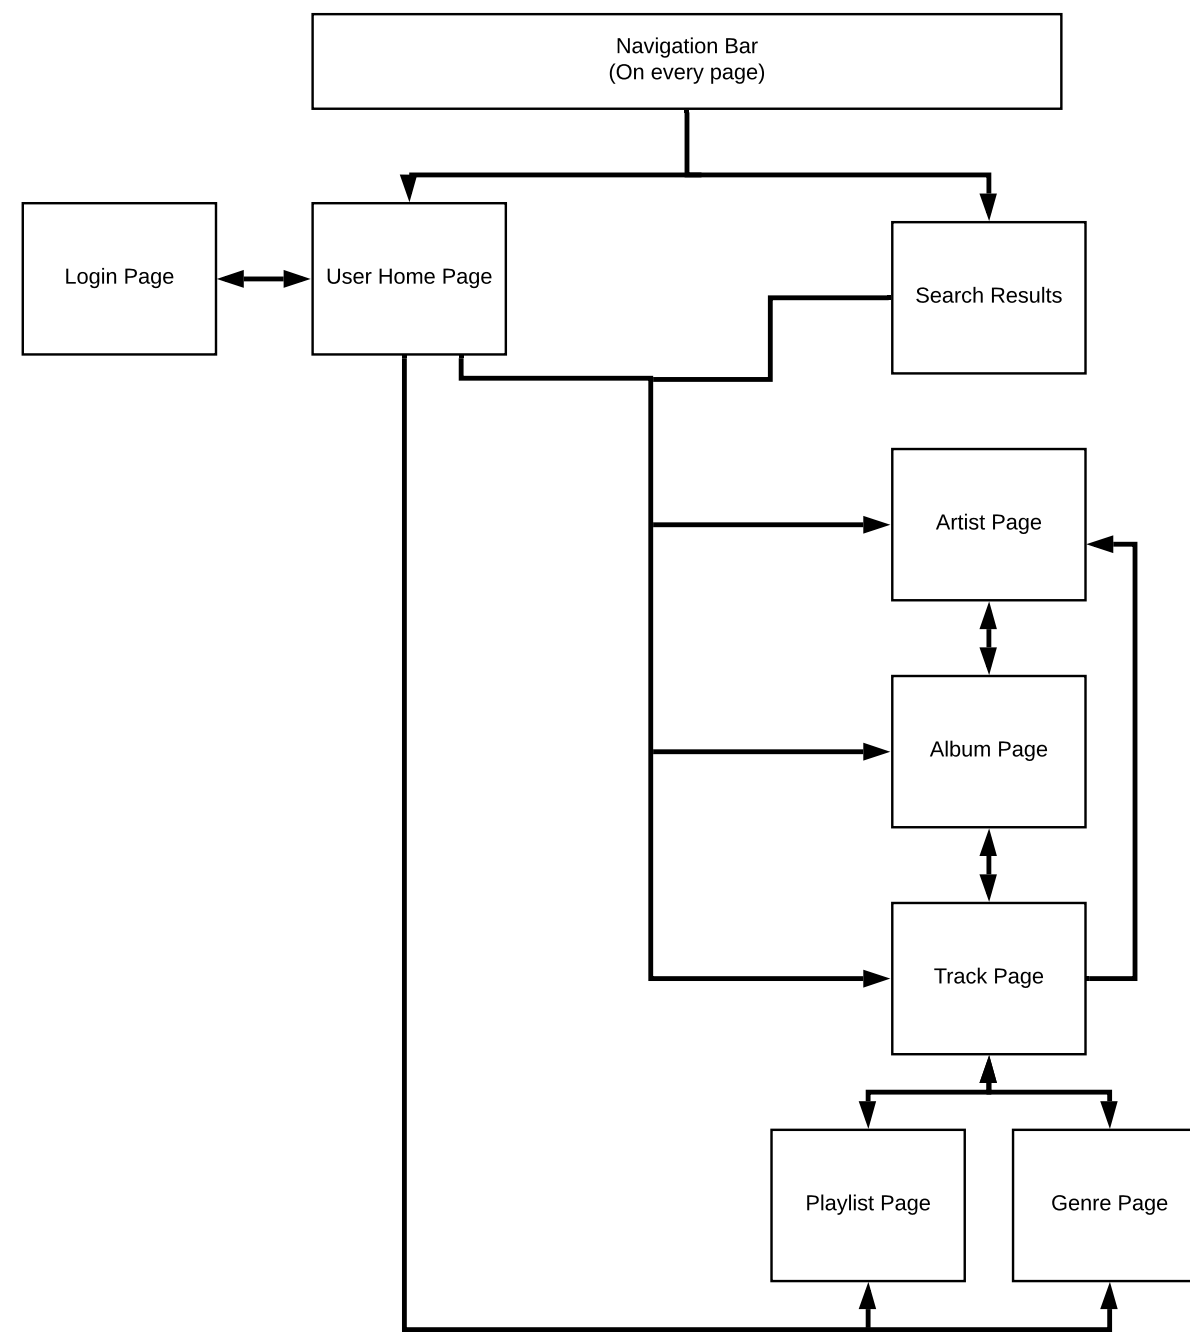 Navigation Bar
(On every page)
Login Page
User Home Page
Search Results
Artist Page
Album Page
Track Page
Playlist Page
Genre Page